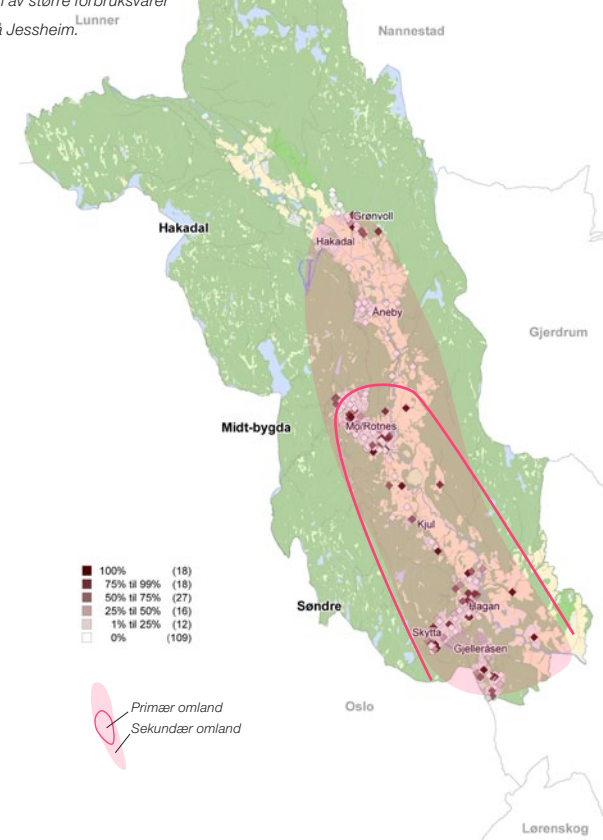 av større forbruksvarer
Jessheim.
Lunner
Nannestad
Grønvoll
Hakadal
Hakadal
Åneby
Gjerdrum
Midt-bygda
Mo/Rotnes
Kjul
100% (18)
75% til 99% (18)
50% til 75% (27)
25% til 50% (16)
1% til 25% (12)
0% (109)
Søndre
Hagan
Skytta
Gjelleråsen
Primær omland
Sekundær omland
Oslo
Lørenskog